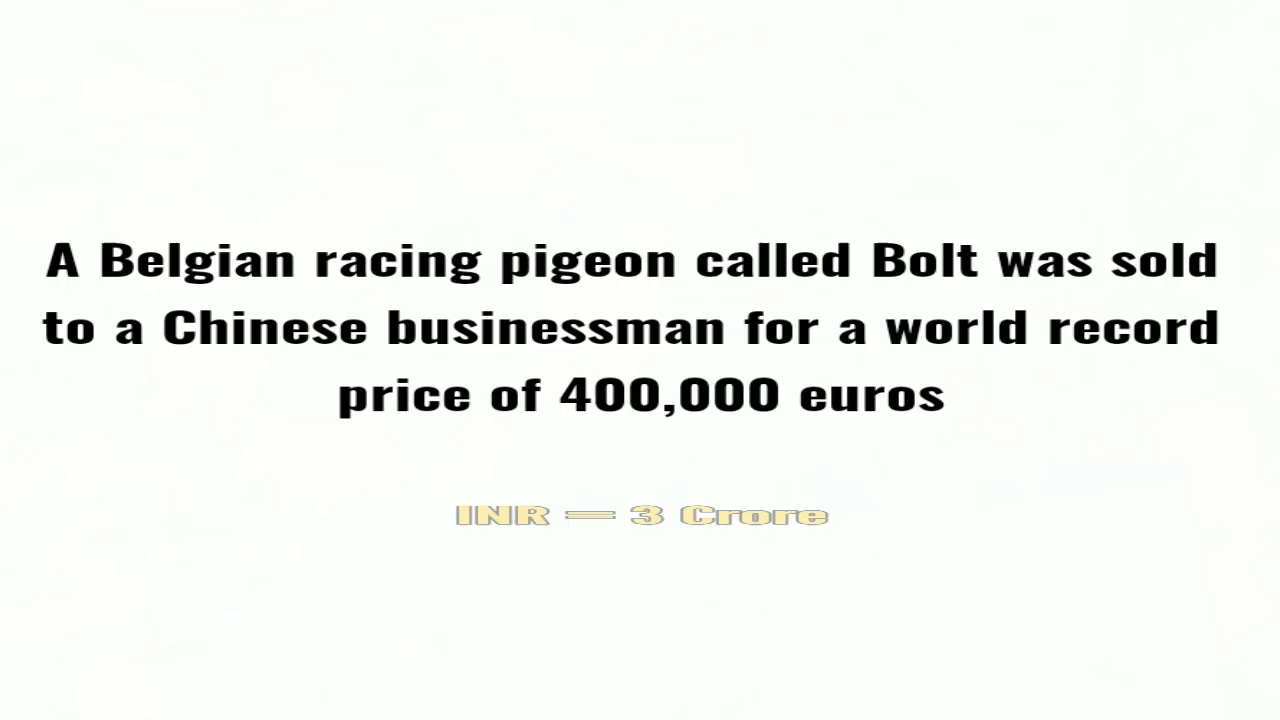 A Belgian racing pigeon called Bolt was sold
to a Chinese businessman for a world record
price of 400,000 euros
INR = 3 Crore